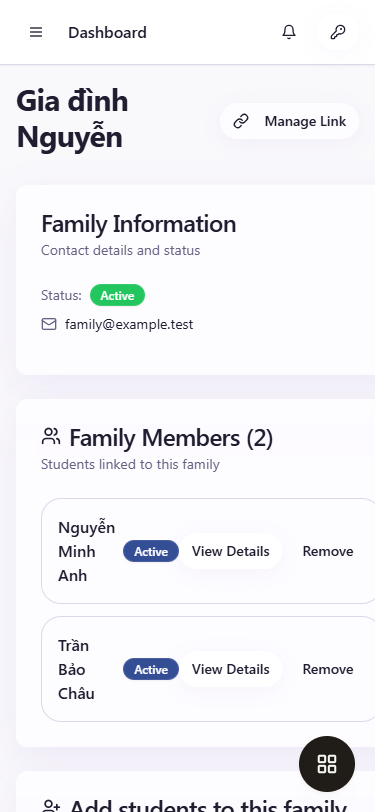 Dashboard
Gia đình
Nguyễn
Manage Link
Family Information
Contact details and status
Status: Active
family@example.test
Family Members (2)
Students linked to this family
Nguyễn
Minh
Anh
Active
View Details
Remove
Trần
Bảo
Châu
Active
View Details
Remove
Add students to this family